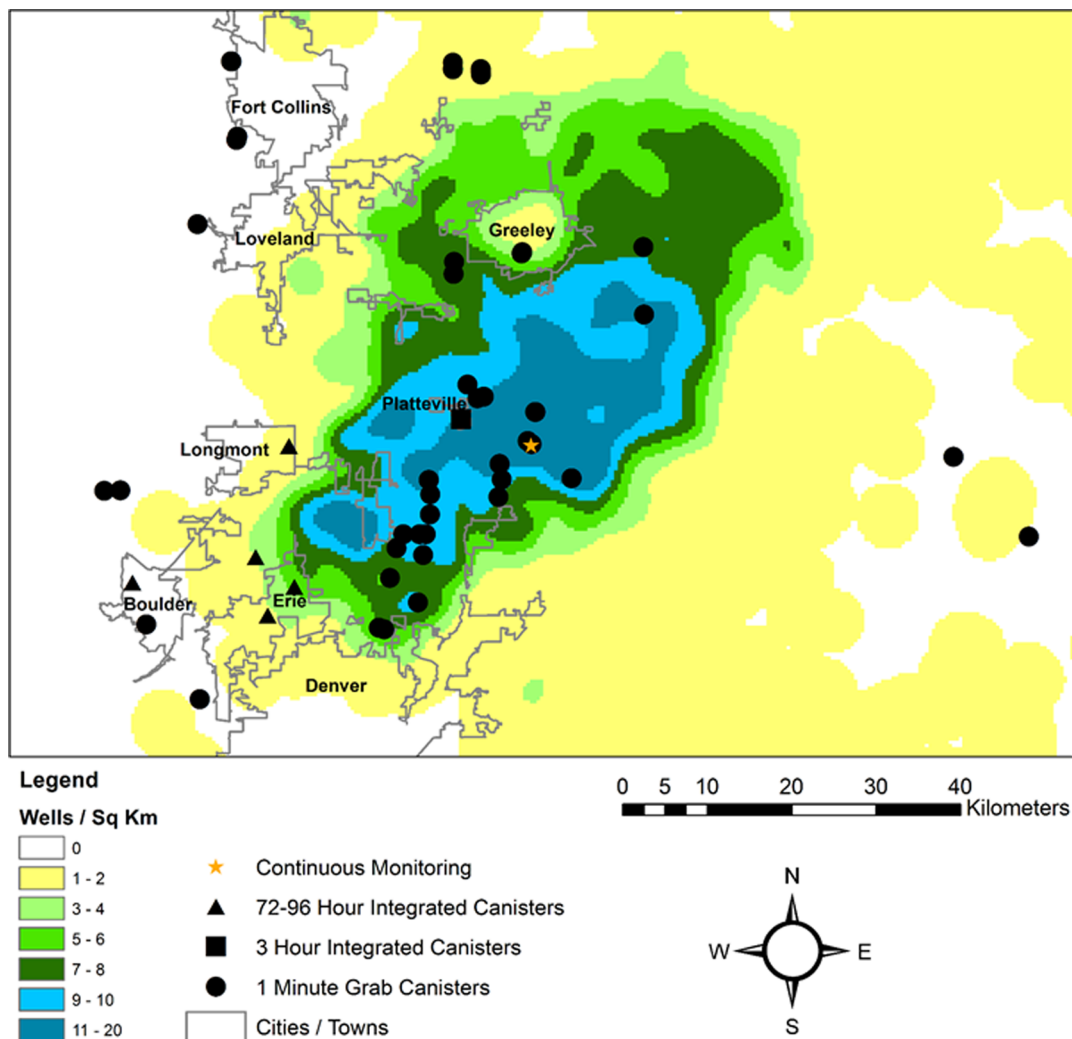 Fort Collins
Loveland
Greeley
Platteville
Longmont
Boulder
Erie
Denver
Legend
Wells / Sq Km
0
1 - 2
3 - 4
5 - 6
7 - 8
9 - 10
11 - 20
Continuous Monitoring
72-96 Hour Integrated Canisters
3 Hour Integrated Canisters
1 Minute Grab Canisters
Cities / Towns
0 5 10 20 30 40
Kilometers
N
W E
S